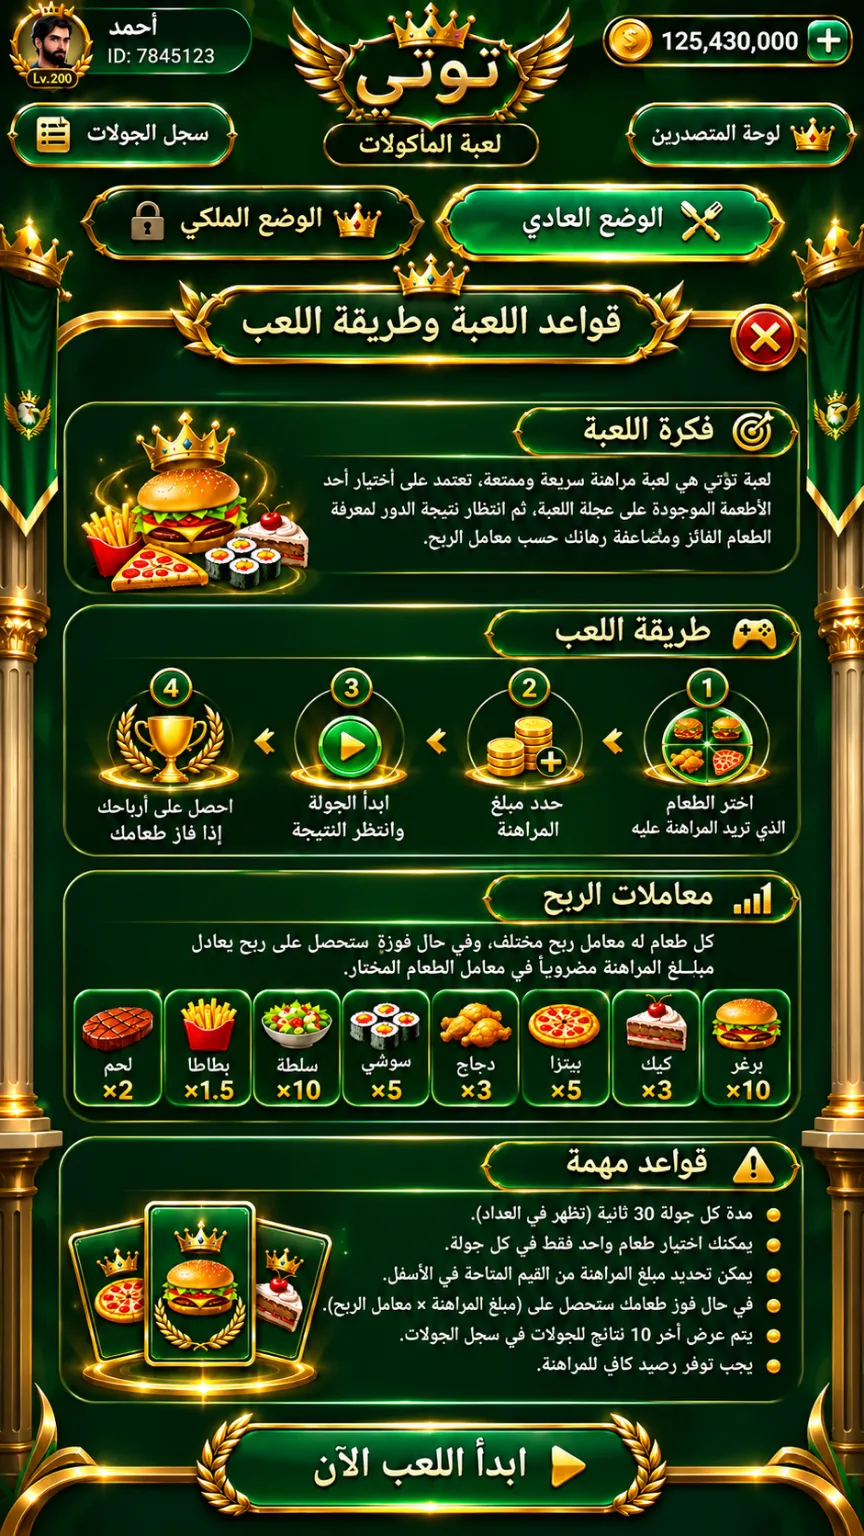 أحمد
ID: 7845123
Lv.200
توتي
لعبة المأكولات
125,430,000
سجل الجولات
لوحة المتصدرين
الوضع العادي
الوضع الملكي
قواعد اللعبة وطريقة اللعب
فكرة اللعبة
لعبة توتي هي لعبة مراهنة سريعة وممتعة، تعتمد على أختيار أحد
الأطعمة الموجودة على عجلة اللعبة، ثم انتظار نتيجة الدور لمعرفة
الطعام الفائز ومضاعفة رهانك حسب معامل الربح.
طريقة اللعب
1
اختر الطعام
الذي تريد المراهنة عليه
2
حدد مبلغ
المراهنة
3
ابدأ الجولة
وانتظر النتيجة
4
احصل على أرباحك
إذا فاز طعامك
معاملات الربح
كل طعام له معامل ربح مختلف، وفي حال فوزة ستحصل على ربح يعادل
مبلــلغ المراهنة مضروبأ في معامل الطعام المختار.
برغر
×10
كيك
×3
بيتزا
×5
دجاج
×3
سوشي
×5
سلطة
×10
بطاطا
×1.5
لحم
×2
قواعد مهمة
مدة كل جولة 30 ثانية (تظهر في العداد).
يمكنك اختيار طعام واحد فقط في كل جولة.
يمكن تحديد مبلغ المراهنة من القيم المتاحة في الأسفل.
في حال فوز طعامك ستحصل على (مبلغ المراهنة × معامل الربح).
يتم عرض أخر 10 نتائج للجولات في سجل الجولات.
يجب توفر رصيد كافي للمراهنة.
ابدأ اللعب الآن